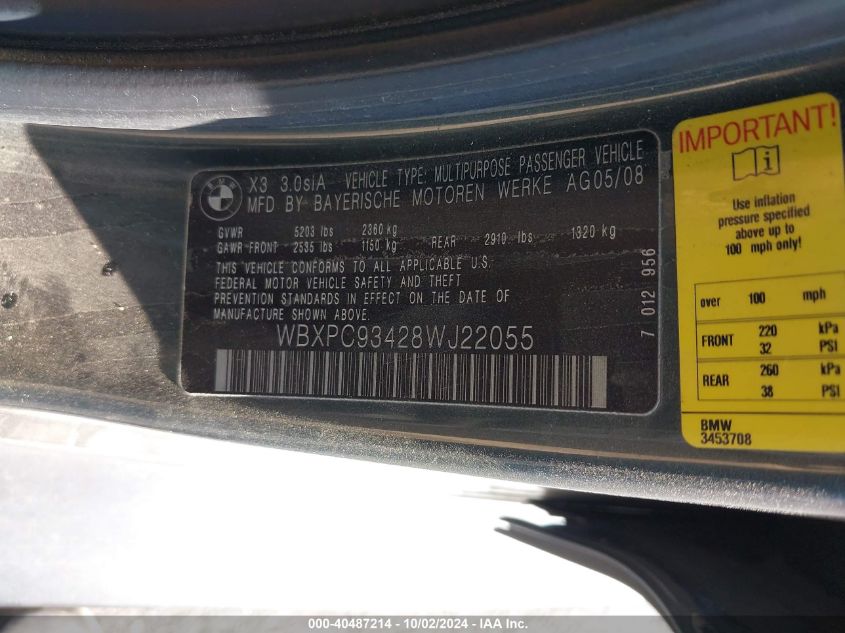 BMW
X3 3.0siA VEHICLE TYPE: MULTIPURPOSE PASSENGER VEHICLE
MFD BY BAYERISCHE MOTOREN WERKE AG05/08
GVWR 5203 lbs 2360 kg
GAWR FRONT 2535 lbs 1150 kg REAR 2910 lbs 1320 kg
THIS VEHICLE CONFORMS TO ALL APPLICABLE U.S.
FEDERAL MOTOR VEHICLE SAFETY AND THEFT
PREVENTION STANDARDS IN EFFECT ON THE DATE OF
MANUFACTURE SHOWN ABOVE.
WBXPC93428WJ22055
7 012 956
IMPORTANT!
Use inflation
pressure specified
above up to
100 mph only!
over 100 mph
FRONT 220 kPa
32 PSI
REAR 260 kPa
38 PSI
BMW
3453708
000-40487214 - 10/02/2024 - IAA Inc.